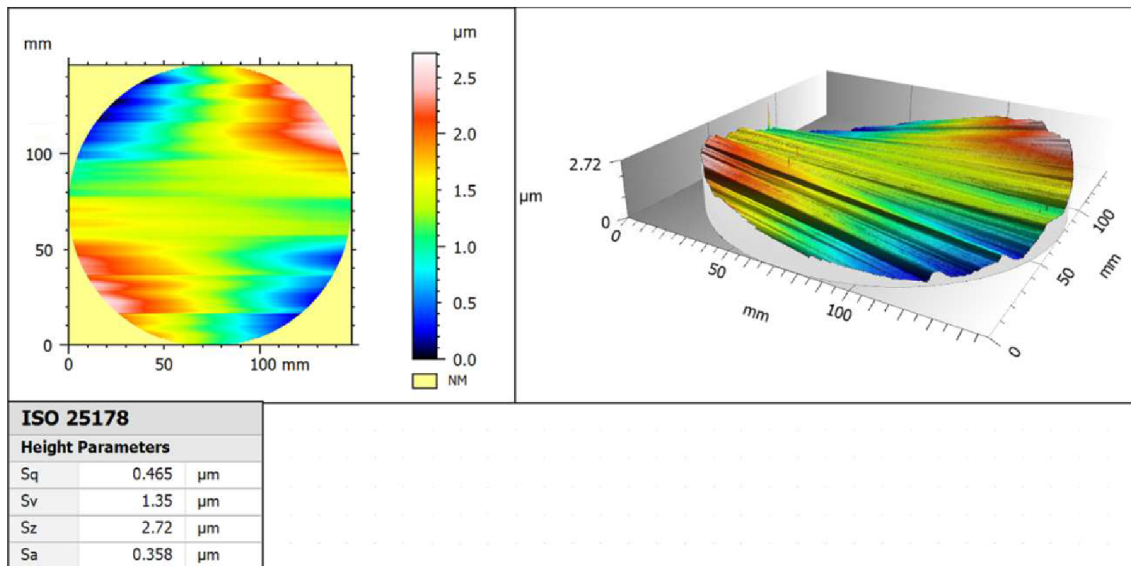 mm
100
50
0
0
50
100 mm
µm
2.5
2.0
1.5
1.0
0.5
0.0
NM
2.72
µm
0
0
50
mm
100
100
mm
50
0
ISO 25178
Height Parameters
Sq 0.465 µm
Sv 1.35 µm
Sz 2.72 µm
Sa 0.358 µm